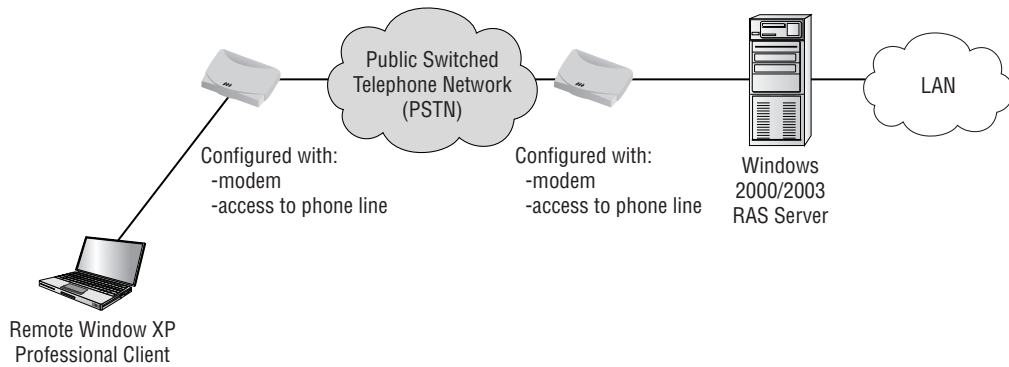 Public Switched
Telephone Network
(PSTN)
LAN
Configured with:
-modem
-access to phone line
Configured with:
-modem
-access to phone line
Windows
2000/2003
RAS Server
Remote Window XP
Professional Client